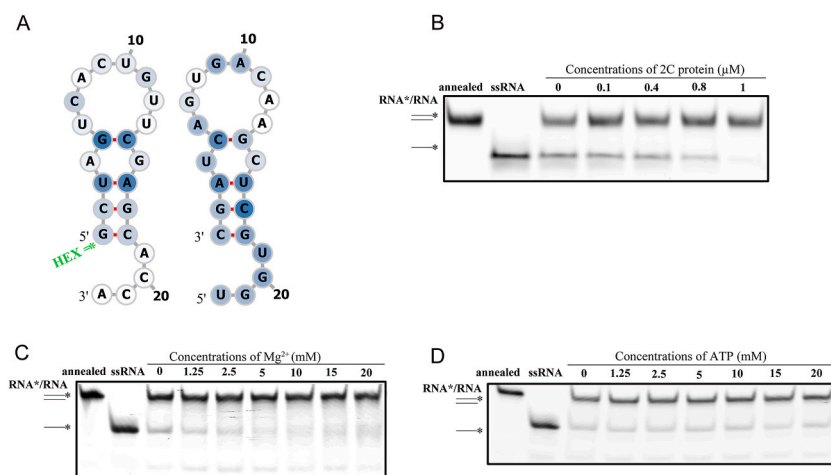 A
10
10
A C U G U U C
U G A C A A G A
G C
C G
A G
U C
U A
A U
C G
G C
5' G C
3' C G
HEX
*
A
C
3' A C
20
U
G
5' U G
20
B
Concentrations of 2C protein (µM)
annealed ssRNA 0 0.1 0.4 0.8 1
RNA*/RNA
*
*
C
Concentrations of Mg²⁺ (mM)
annealed ssRNA 0 1.25 2.5 5 10 15 20
RNA*/RNA
*
*
D
Concentrations of ATP (mM)
annealed ssRNA 0 1.25 2.5 5 10 15 20
RNA*/RNA
*
*